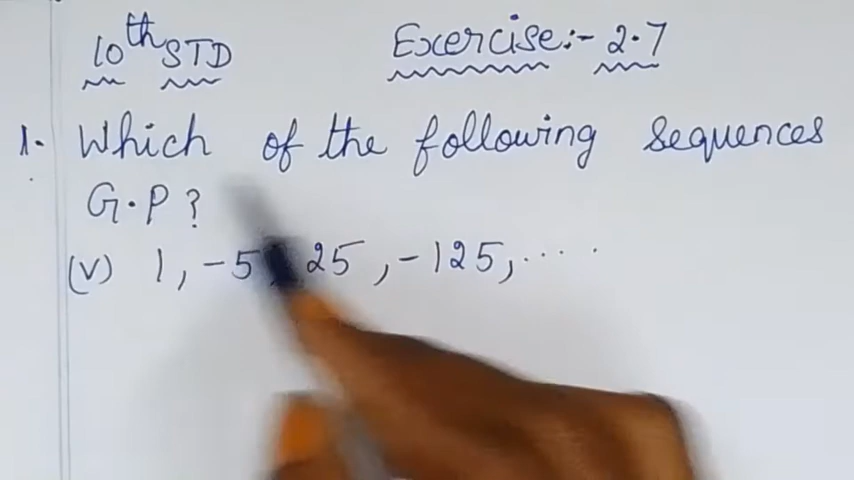 10th STD Exercise:- 2.7
1. Which of the following sequences
G.P?
(v) 1, -5, 25, -125, .....